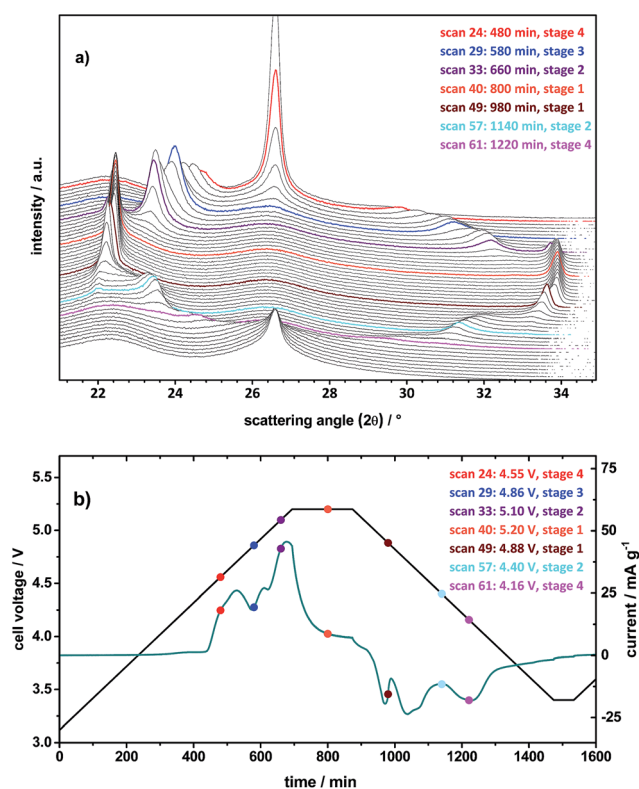 a)
scan 24: 480 min, stage 4
scan 29: 580 min, stage 3
scan 33: 660 min, stage 2
scan 40: 800 min, stage 1
scan 49: 980 min, stage 1
scan 57: 1140 min, stage 2
scan 61: 1220 min, stage 4
intensity / a.u.
22 24 26 28 30 32 34
scattering angle (2θ) / °
b)
scan 24: 4.55 V, stage 4
scan 29: 4.86 V, stage 3
scan 33: 5.10 V, stage 2
scan 40: 5.20 V, stage 1
scan 49: 4.88 V, stage 1
scan 57: 4.40 V, stage 2
scan 61: 4.16 V, stage 4
cell voltage / V
5.5
5.0
4.5
4.0
3.5
3.0
75
50
25
0
-25
current / mA g⁻¹
0 200 400 600 800 1000 1200 1400 1600
time / min